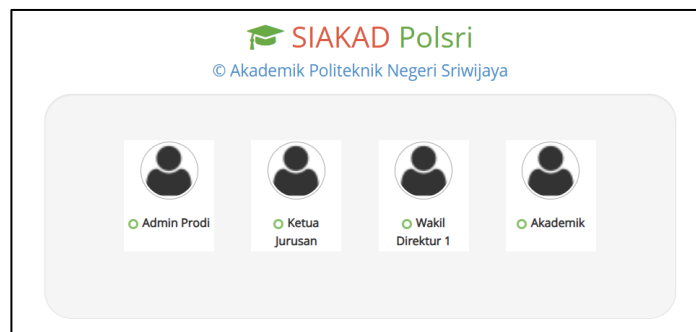 SIAKAD Polsri
© Akademik Politeknik Negeri Sriwijaya
Admin Prodi
Ketua
Jurusan
Wakil
Direktur 1
Akademik